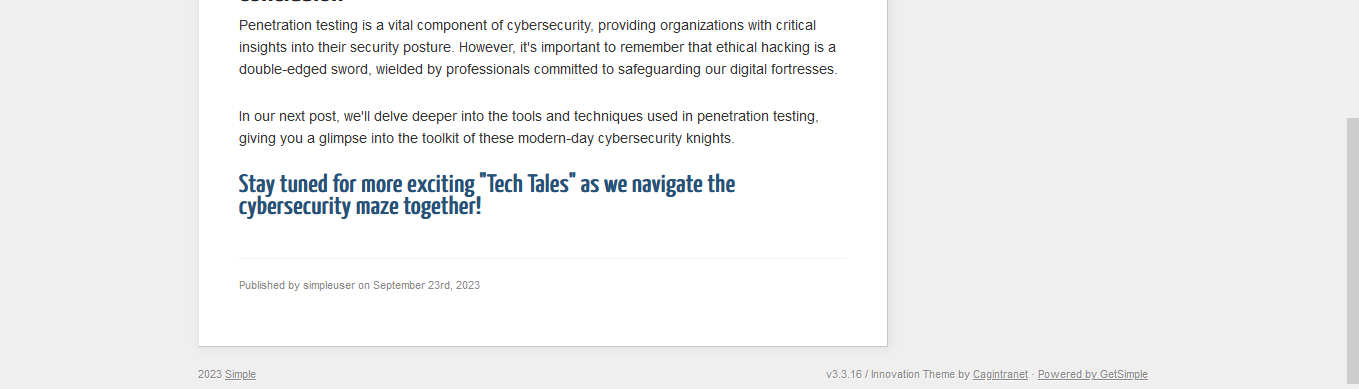 Conclusion
Penetration testing is a vital component of cybersecurity, providing organizations with critical
insights into their security posture. However, it's important to remember that ethical hacking is a
double-edged sword, wielded by professionals committed to safeguarding our digital fortresses.
In our next post, we'll delve deeper into the tools and techniques used in penetration testing,
giving you a glimpse into the toolkit of these modern-day cybersecurity knights.
Stay tuned for more exciting "Tech Tales" as we navigate the
cybersecurity maze together!
Published by simpleuser on September 23rd, 2023
2023 Simple
v3.3.16 / Innovation Theme by Cagintranet · Powered by GetSimple